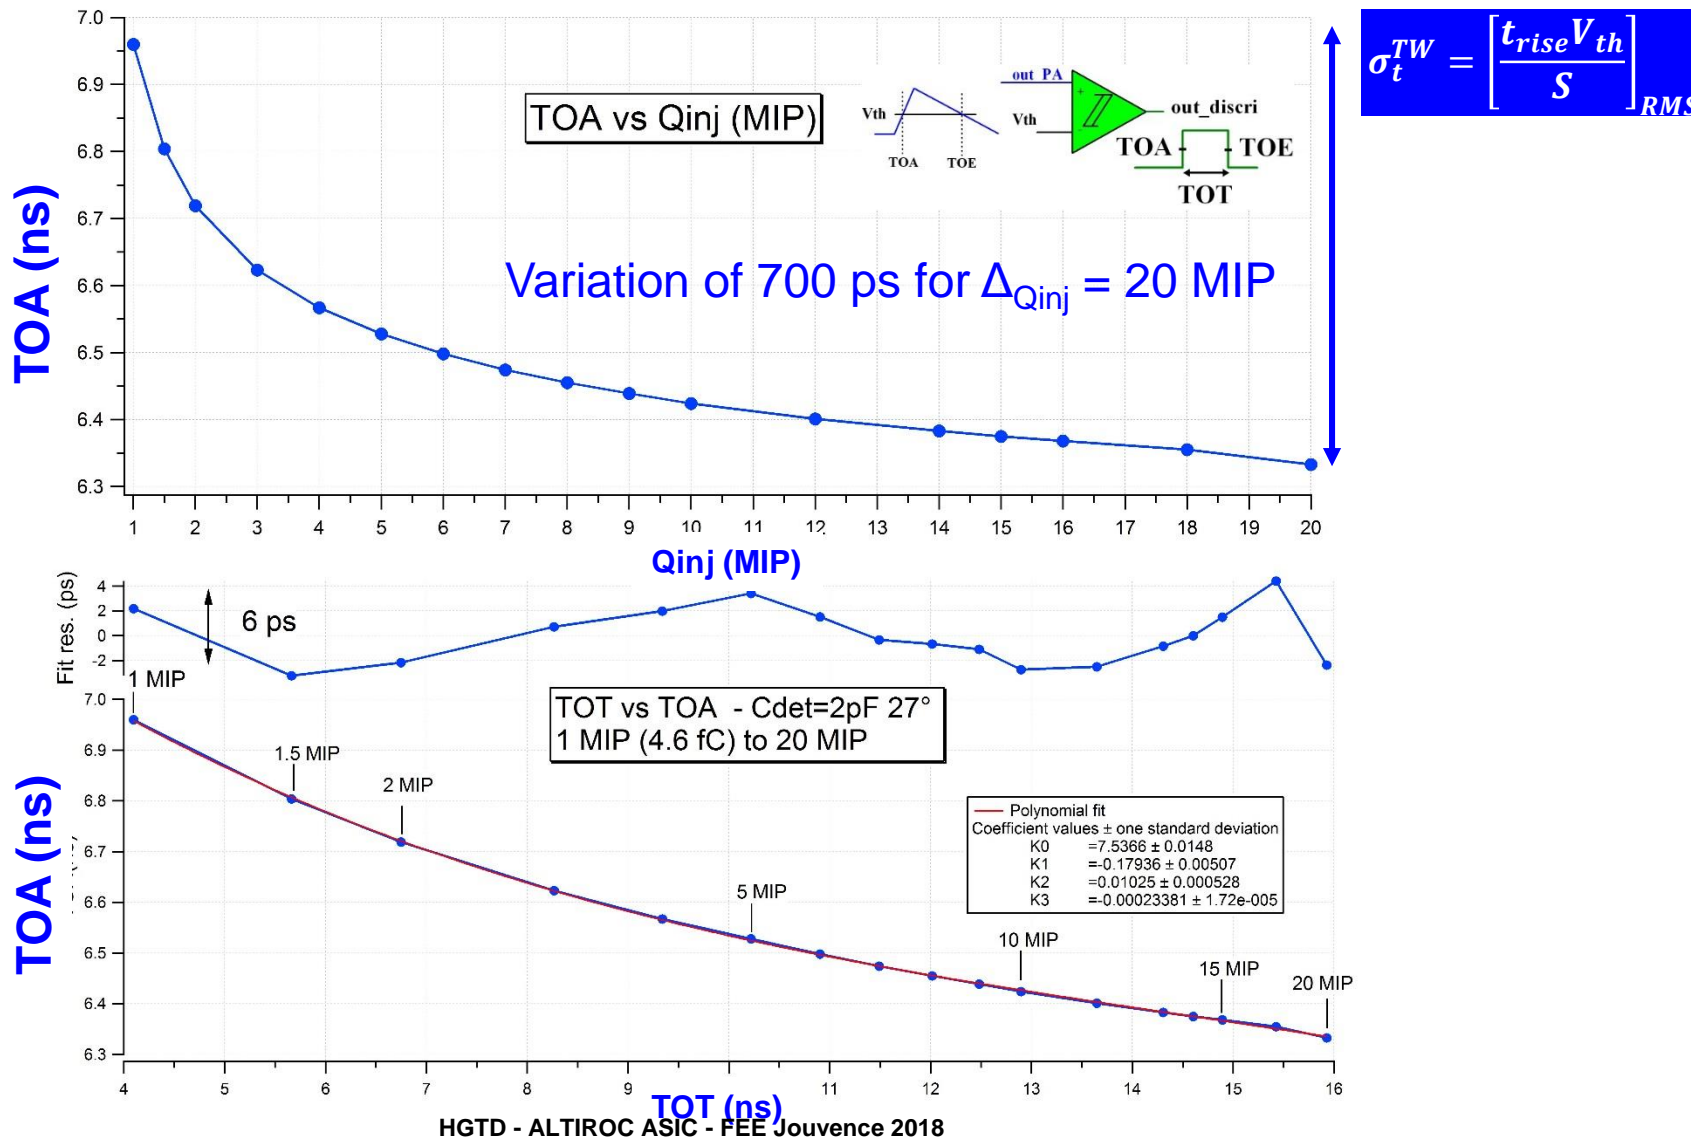 σ_t^TW = [t_rise V_th / S]_RMS
TOA vs Qinj (MIP)
out_PA
Vth
Vth
out_discri
TOA
TOE
TOA
TOE
TOT
Variation of 700 ps for Δ_Qinj = 20 MIP
TOA (ns)
7.0
6.9
6.8
6.7
6.6
6.5
6.4
6.3
1 2 3 4 5 6 7 8 9 10 11 12 13 14 15 16 17 18 19 20
Qinj (MIP)
Fit res. (ps)
4
2
0
-2
6 ps
TOT vs TOA - Cdet=2pF 27°
1 MIP (4.6 fC) to 20 MIP
1 MIP
1.5 MIP
2 MIP
5 MIP
10 MIP
15 MIP
20 MIP
Polynomial fit
Coefficient values ± one standard deviation
K0 =7.5366 ± 0.0148
K1 =-0.17936 ± 0.00507
K2 =0.01025 ± 0.000528
K3 =-0.00023381 ± 1.72e-005
TOA (ns)
7.0
6.9
6.8
6.7
6.6
6.5
6.4
6.3
4 5 6 7 8 9 11 12 13 14 15 16
TOT (ns)
HGTD - ALTIROC ASIC - FEE Jouvence 2018